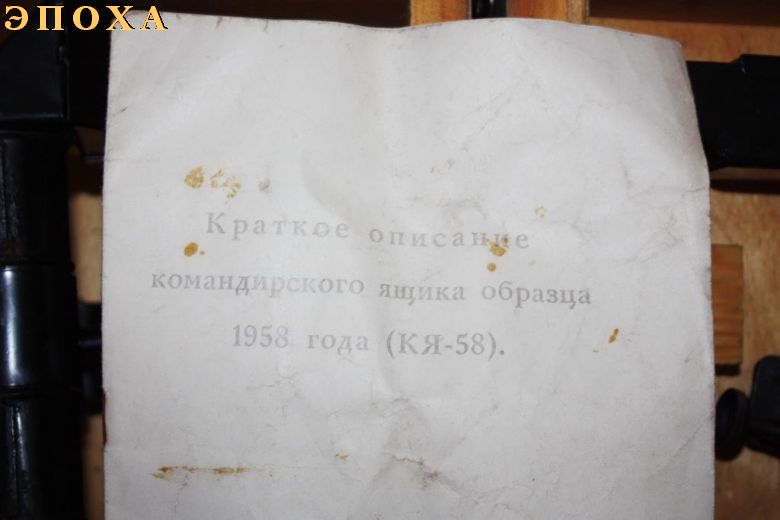 ЭПОХА
Краткое описание
командирского ящика образца
1958 года (КЯ-58).